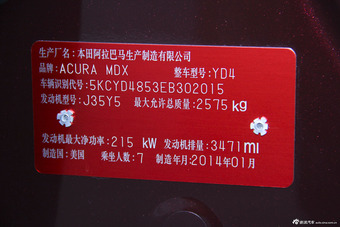 生产厂名:本田阿拉巴马生产制造有限公司
品牌:ACURA MDX 整车型号:YD4
车辆识别代号:5KCYD4853EB302015
发动机型号:J35Y5 最大允许总质量:2575kg
发动机最大净功率:215 kW 发动机排量:3471ml
制造国:美国 乘坐人数:7 制造年月:2014年01月